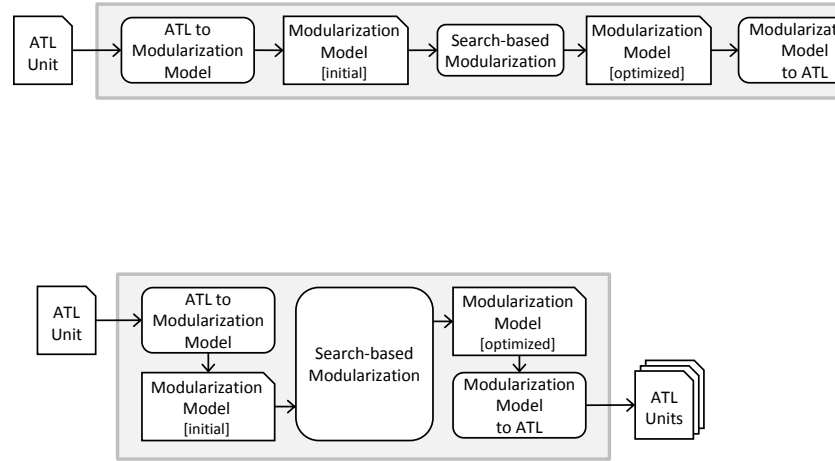 ATL
Unit
ATL to
Modularization
Model
Modularization
Model
[initial]
Search-based
Modularization
Modularization
Model
[optimized]
Model
to ATL
ATL
Unit
ATL to
Modularization
Model
Modularization
Model
[initial]
Search-based
Modularization
Modularization
Model
[optimized]
Modularization
Model
to ATL
ATL
Units